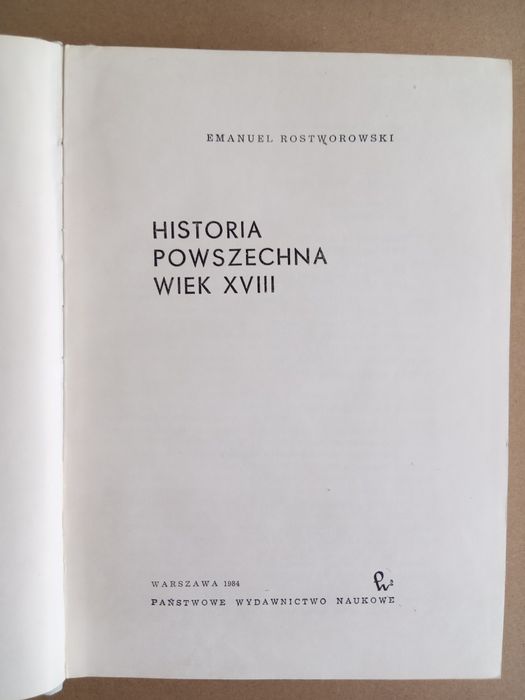 EMANUEL ROSTWOROWSKI
HISTORIA
POWSZECHNA
WIEK XVIII
WARSZAWA 1984
PAŃSTWOWE WYDAWNICTWO NAUKOWE